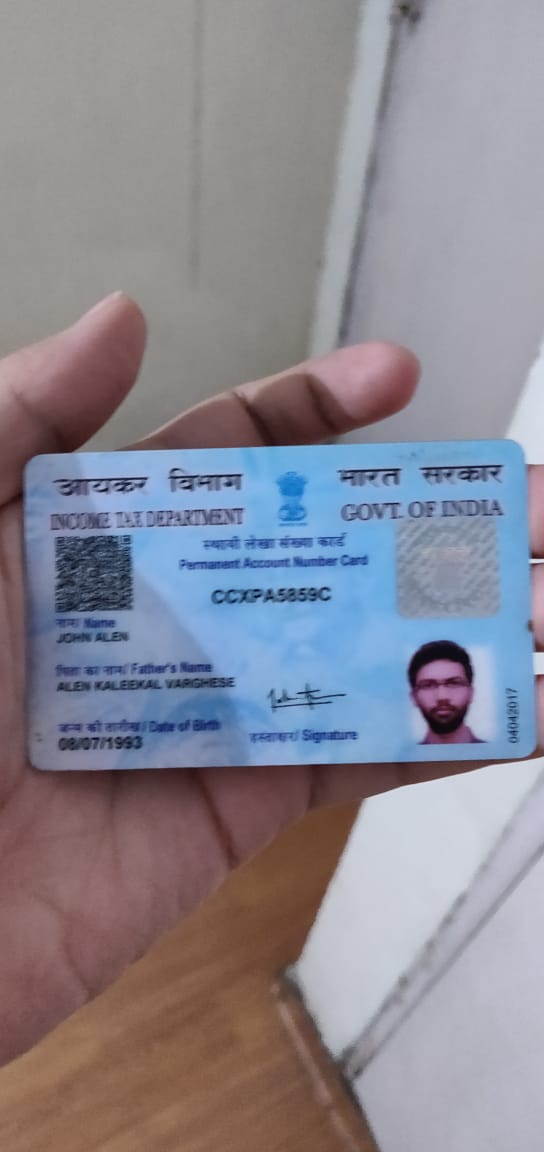 आयकर विभाग
INCOME TAX DEPARTMENT
भारत सरकार
GOVT. OF INDIA
स्थायी लेखा संख्या कार्ड
Permanent Account Number Card
CCXPA5859C
नाम/ Name
JOHN ALEN
पिता का नाम/ Father's Name
ALEN KALEEKAL VARGHESE
जन्म की तारीख/ Date of Birth
08/07/1993
हस्ताक्षर/ Signature
04042017